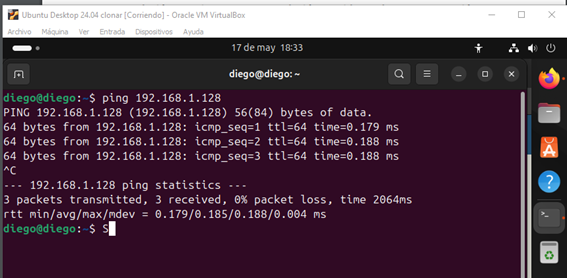 Ubuntu Desktop 24.04 clonar [Corriendo] - Oracle VM VirtualBox
Archivo Máquina Ver Entrada Dispositivos Ayuda
17 de may 18:33
diego@diego: ~
diego@diego:~$ ping 192.168.1.128
PING 192.168.1.128 (192.168.1.128) 56(84) bytes of data.
64 bytes from 192.168.1.128: icmp_seq=1 ttl=64 time=0.179 ms
64 bytes from 192.168.1.128: icmp_seq=2 ttl=64 time=0.188 ms
64 bytes from 192.168.1.128: icmp_seq=3 ttl=64 time=0.188 ms
^C
--- 192.168.1.128 ping statistics ---
3 packets transmitted, 3 received, 0% packet loss, time 2064ms
rtt min/avg/max/mdev = 0.179/0.185/0.188/0.004 ms
diego@diego:~$ S